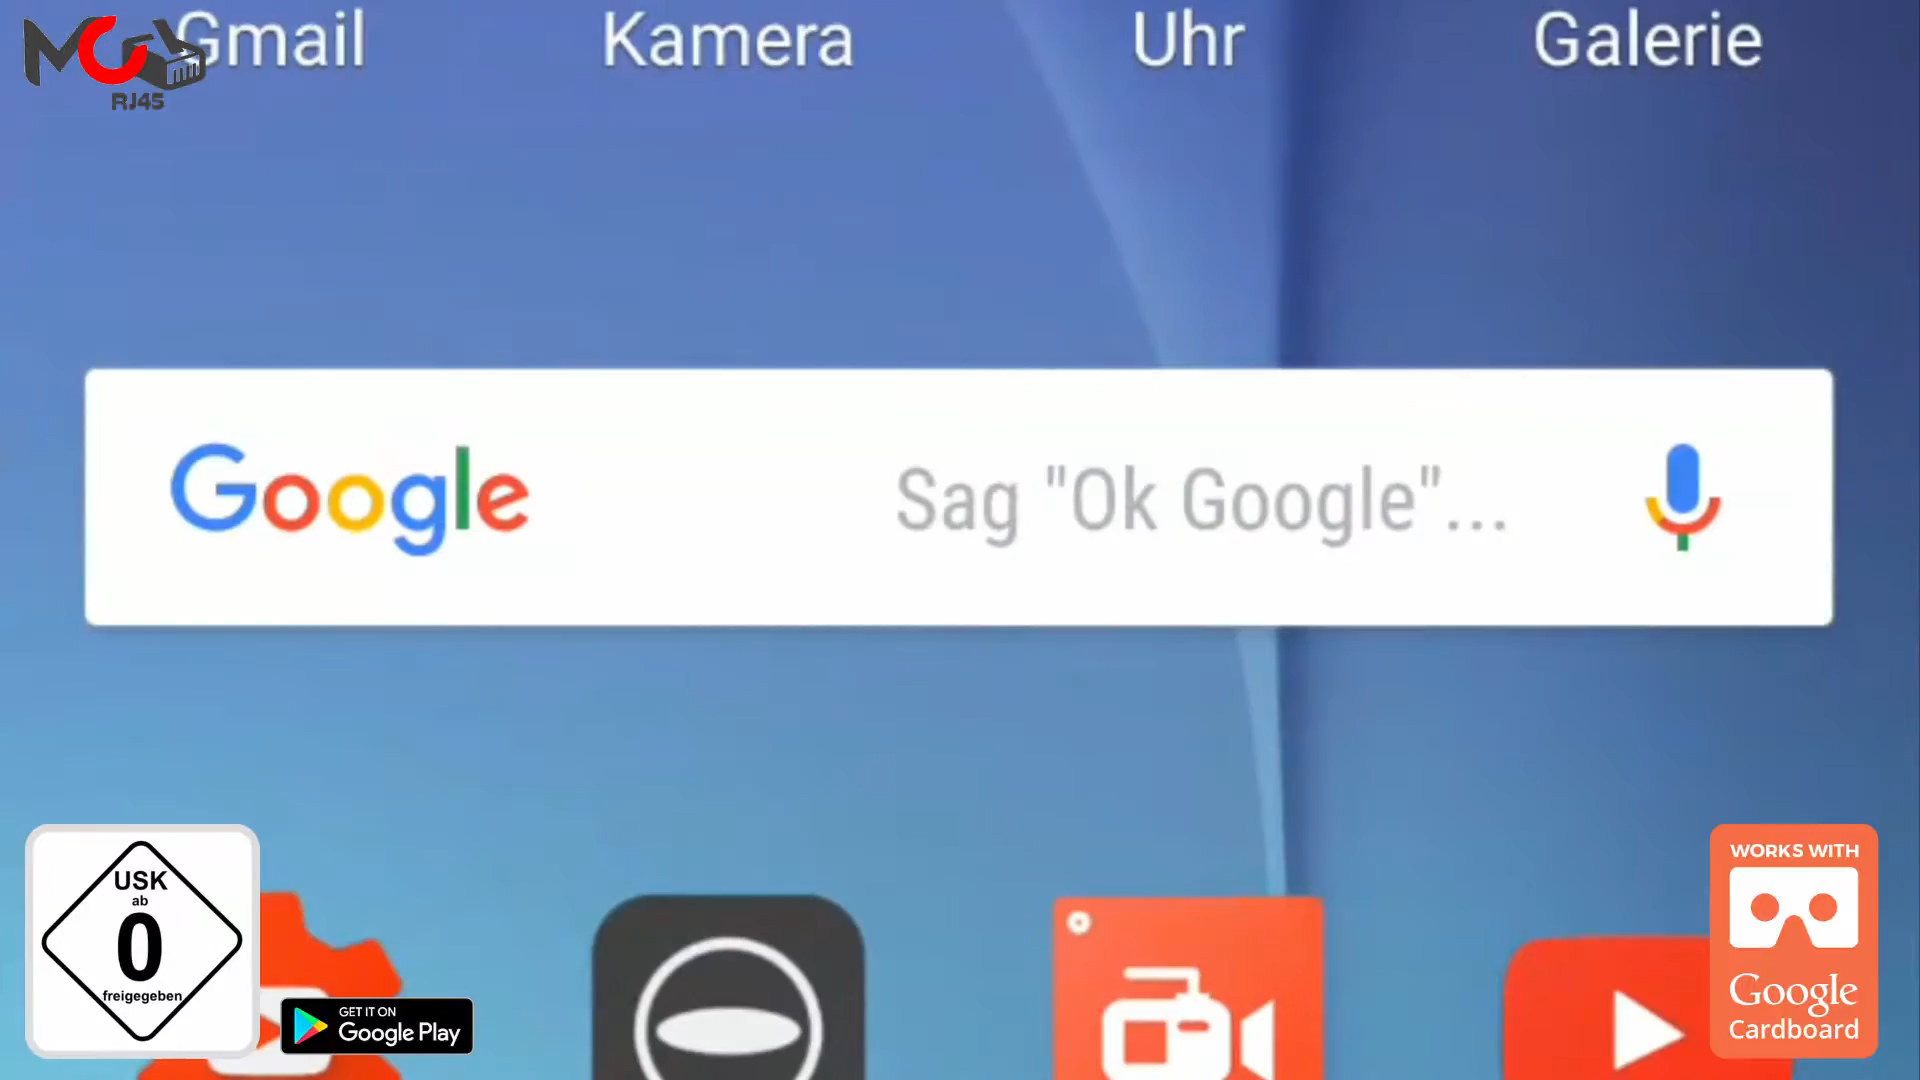 Gmail Kamera Uhr Galerie
MC
RJ45
Google Sag "Ok Google"...
USK
ab
0
freigegeben
GET IT ON
Google Play
WORKS WITH
Google
Cardboard